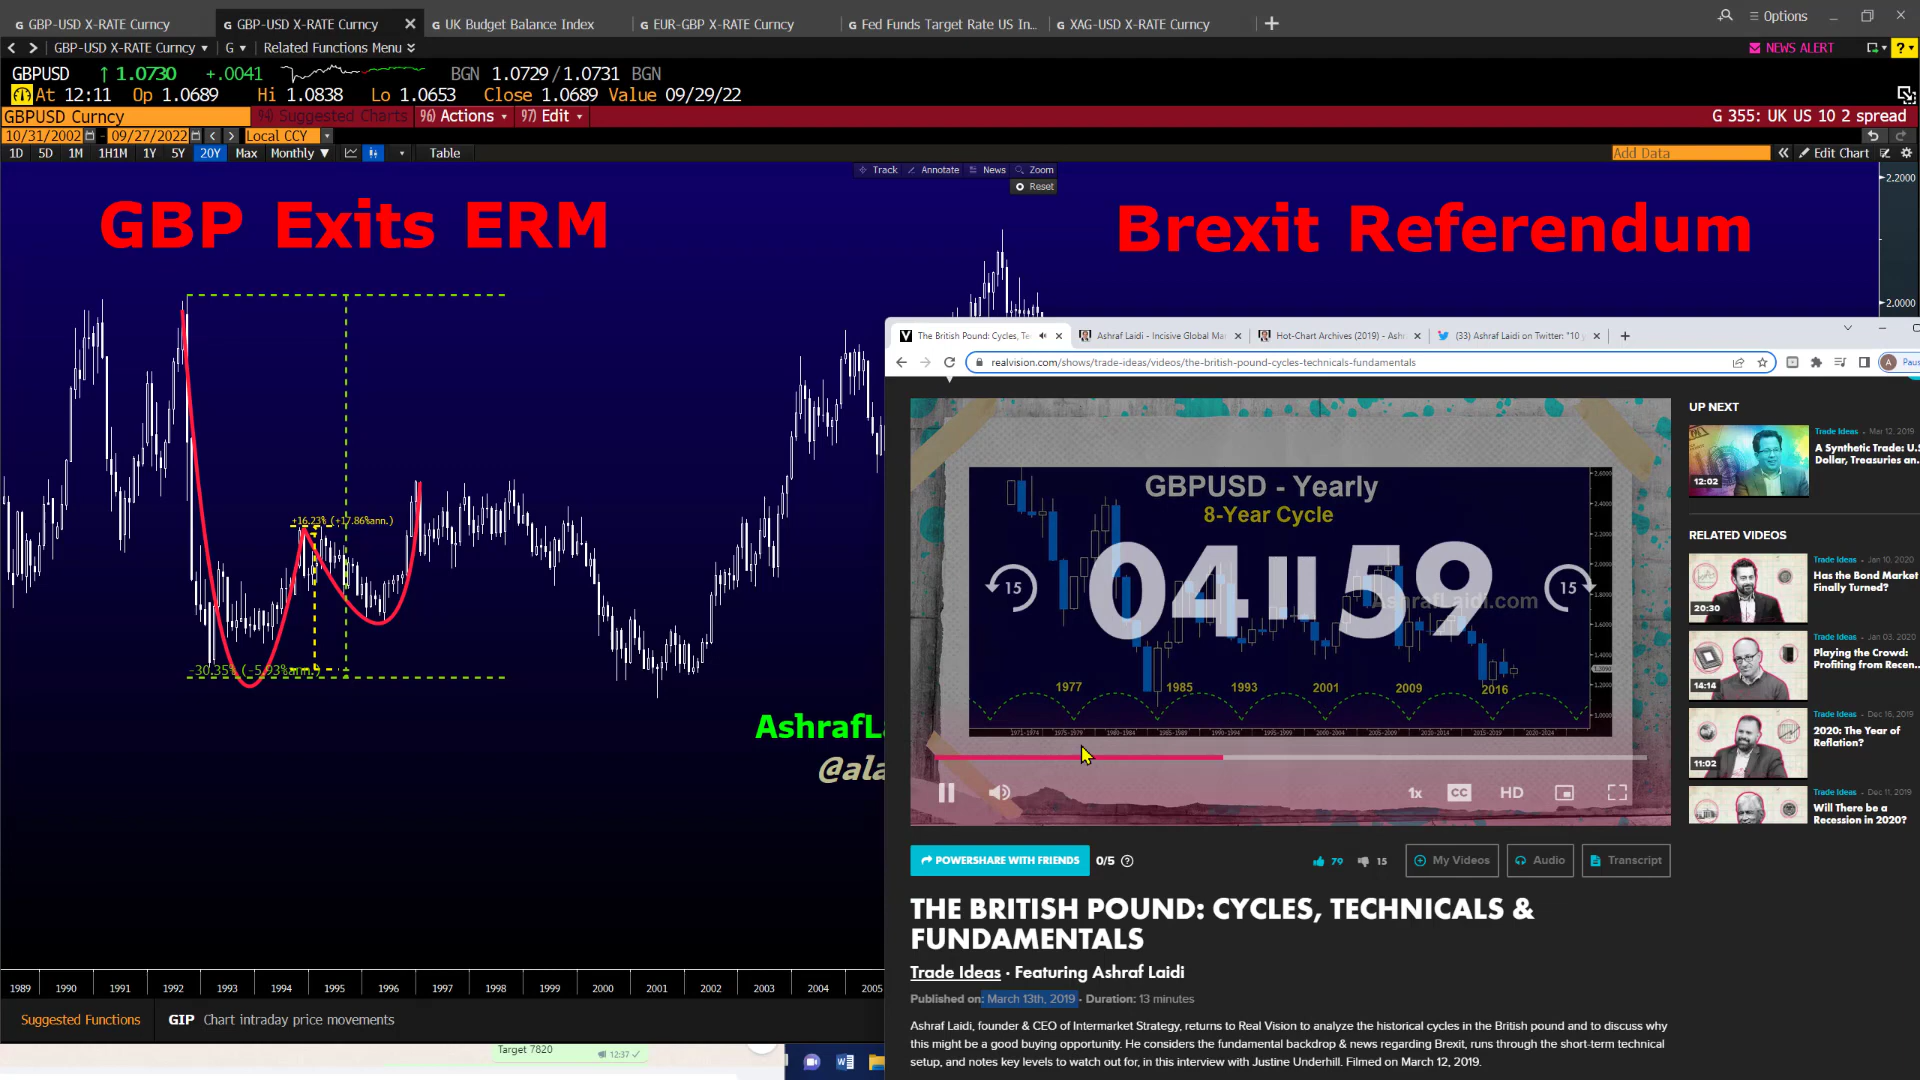 GBP-USD X-RATE Curncy
GBP-USD X-RATE Curncy
UK Budget Balance Index
EUR-GBP X-RATE Curncy
Fed Funds Target Rate US In...
XAG-USD X-RATE Curncy
Options
GBP-USD X-RATE Curncy
G
Related Functions Menu
NEWS ALERT
GBPUSD ↑ 1.0730 +.0041 BGN 1.0729/1.0731 BGN
At 12:11 Op 1.0689 Hi 1.0838 Lo 1.0653 Close 1.0689 Value 09/29/22
GBPUSD Curncy
94) Suggested Charts
96) Actions
97) Edit
G 355: UK US 10 2 spread
10/31/2002 - 09/27/2022 Local CCY
1D 5D 1M 1H1M 1Y 5Y 20Y Max Monthly ▼ Table
Add Data
Edit Chart
Track Annotate News Zoom
Reset
2.2000
2.0000
GBP Exits ERM
Brexit Referendum
+16.23% (+17.86%ann.)
-30.35% (-5.93%ann.)
AshrafL
@ala
1989 1990 1991 1992 1993 1994 1995 1996 1997 1998 1999 2000 2001 2002 2003 2004 2005
Suggested Functions
GIP Chart intraday price movements
Target 7820
12:37
The British Pound: Cycles, Te
Ashraf Laidi - Incisive Global Ma
Hot-Chart Archives (2019) - Ashr
(33) Ashraf Laidi on Twitter: "10
realvision.com/shows/trade-ideas/videos/the-british-pound-cycles-technicals-fundamentals
A
Paus
GBPUSD - Yearly
8-Year Cycle
04 59
15
15
AshrafLaidi.com
1977 1985 1993 2001 2009 2016
1x CC HD
POWERSHARE WITH FRIENDS
0/5
79
15
My Videos
Audio
Transcript
THE BRITISH POUND: CYCLES, TECHNICALS &
FUNDAMENTALS
Trade Ideas · Featuring Ashraf Laidi
Published on: March 13th, 2019 · Duration: 13 minutes
Ashraf Laidi, founder & CEO of Intermarket Strategy, returns to Real Vision to analyze the historical cycles in the British pound and to discuss why
this might be a good buying opportunity. He considers the fundamental backdrop & news regarding Brexit, runs through the short-term technical
setup, and notes key levels to watch out for, in this interview with Justine Underhill. Filmed on March 12, 2019.
UP NEXT
Trade Ideas · Mar 12, 2019
A Synthetic Trade: U.S
Dollar, Treasuries an.
12:02
RELATED VIDEOS
Trade Ideas · Jan 10, 2020
Has the Bond Market
Finally Turned?
20:30
Trade Ideas · Jan 03, 2020
Playing the Crowd:
Profiting from Recen..
14:14
Trade Ideas · Dec 16, 2019
2020: The Year of
Reflation?
11:02
Trade Ideas · Dec 11, 2019
Will There be a
Recession in 2020?